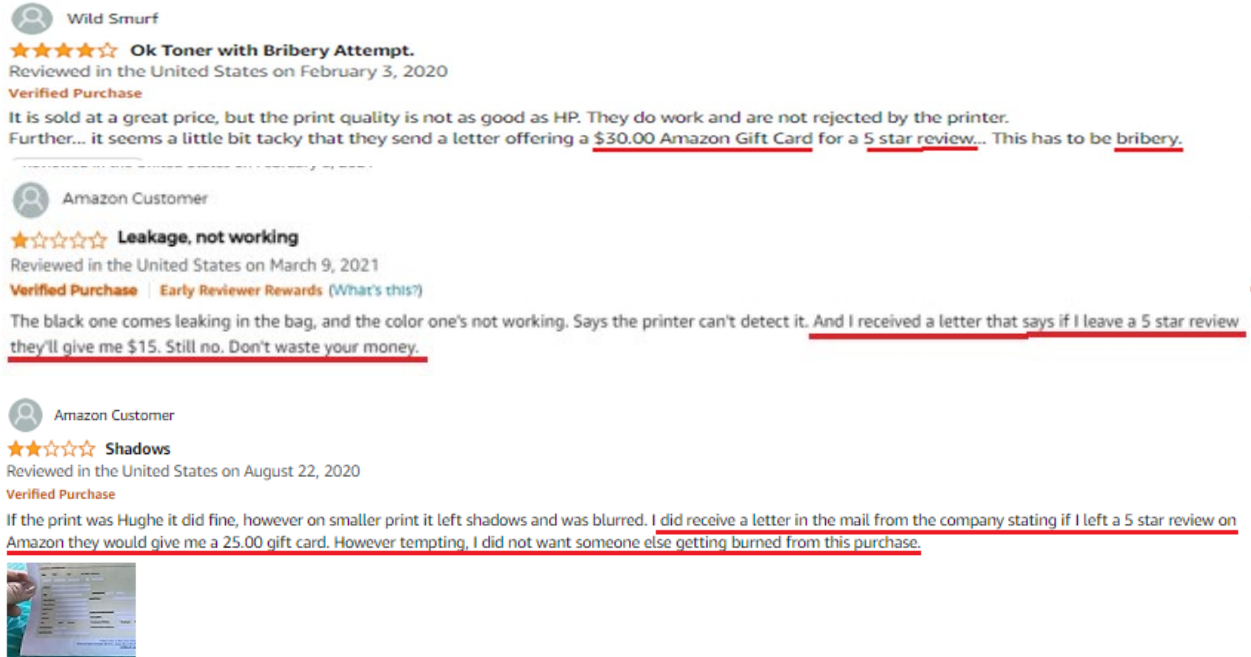 Wild Smurf
Ok Toner with Bribery Attempt.
Reviewed in the United States on February 3, 2020
Verified Purchase
It is sold at a great price, but the print quality is not as good as HP. They do work and are not rejected by the printer.
Further... it seems a little bit tacky that they send a letter offering a $30.00 Amazon Gift Card for a 5 star review... This has to be bribery.
Amazon Customer
Leakage, not working
Reviewed in the United States on March 9, 2021
Verified Purchase Early Reviewer Rewards (What's this?)
The black one comes leaking in the bag, and the color one's not working. Says the printer can't detect it. And I received a letter that says if I leave a 5 star review
they'll give me $15. Still no. Don't waste your money.
Amazon Customer
Shadows
Reviewed in the United States on August 22, 2020
Verified Purchase
If the print was Hughe it did fine, however on smaller print it left shadows and was blurred. I did receive a letter in the mail from the company stating if I left a 5 star review on
Amazon they would give me a 25.00 gift card. However tempting, I did not want someone else getting burned from this purchase.